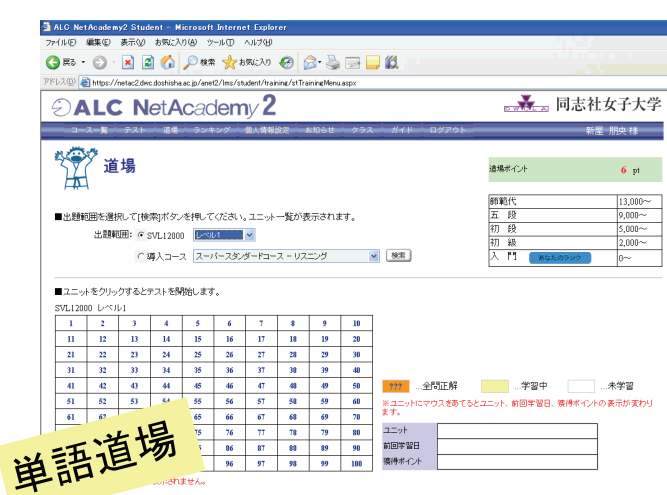 ALC NetAcademy2 Student - Microsoft Internet Explorer
ファイル(F) 編集(E) 表示(V) お気に入り(A) ツール(T) ヘルプ(H)
戻る 検索 お気に入り
アドレス(D) https://netac2.dwc.doshisha.ac.jp/anet2/lms/student/training/stTrainingMenu.aspx
ALC NetAcademy 2 同志社女子大学
コース一覧 テスト 道場 ランキング 個人情報設定 お知らせ クラス ガイド ログアウト 新屋 朋央様
道場
道場ポイント 6 pt
師範代 13,000～
五 段 9,000～
初 段 5,000～
初 級 2,000～
入 門 あなたのランク 0～
■出題範囲を選択して[検索]ボタンを押してください。ユニット一覧が表示されます。
出題範囲: SVL12000 レベル1
導入コース スーパースタンダードコース - リスニング 検索
■ユニットをクリックするとテストを開始します。
SVL12000 レベル1
1 2 3 4 5 6 7 8 9 10
11 12 13 14 15 16 17 18 19 20
21 22 23 24 25 26 27 28 29 30
31 32 33 34 35 36 37 38 39 40
41 42 43 44 45 46 47 48 49 50
51 52 53 54 55 56 57 58 59 60
61 62 65 66 67 68 69 70
75 76 77 78 79 80
86 87 88 89 90
96 97 98 99 100
??? …全問正解 …学習中 …未学習
※ユニットにマウスをあてるとユニット、前回学習日、獲得ポイントの表示が変わり
ます。
ユニット
前回学習日
獲得ポイント
単語道場
されません。